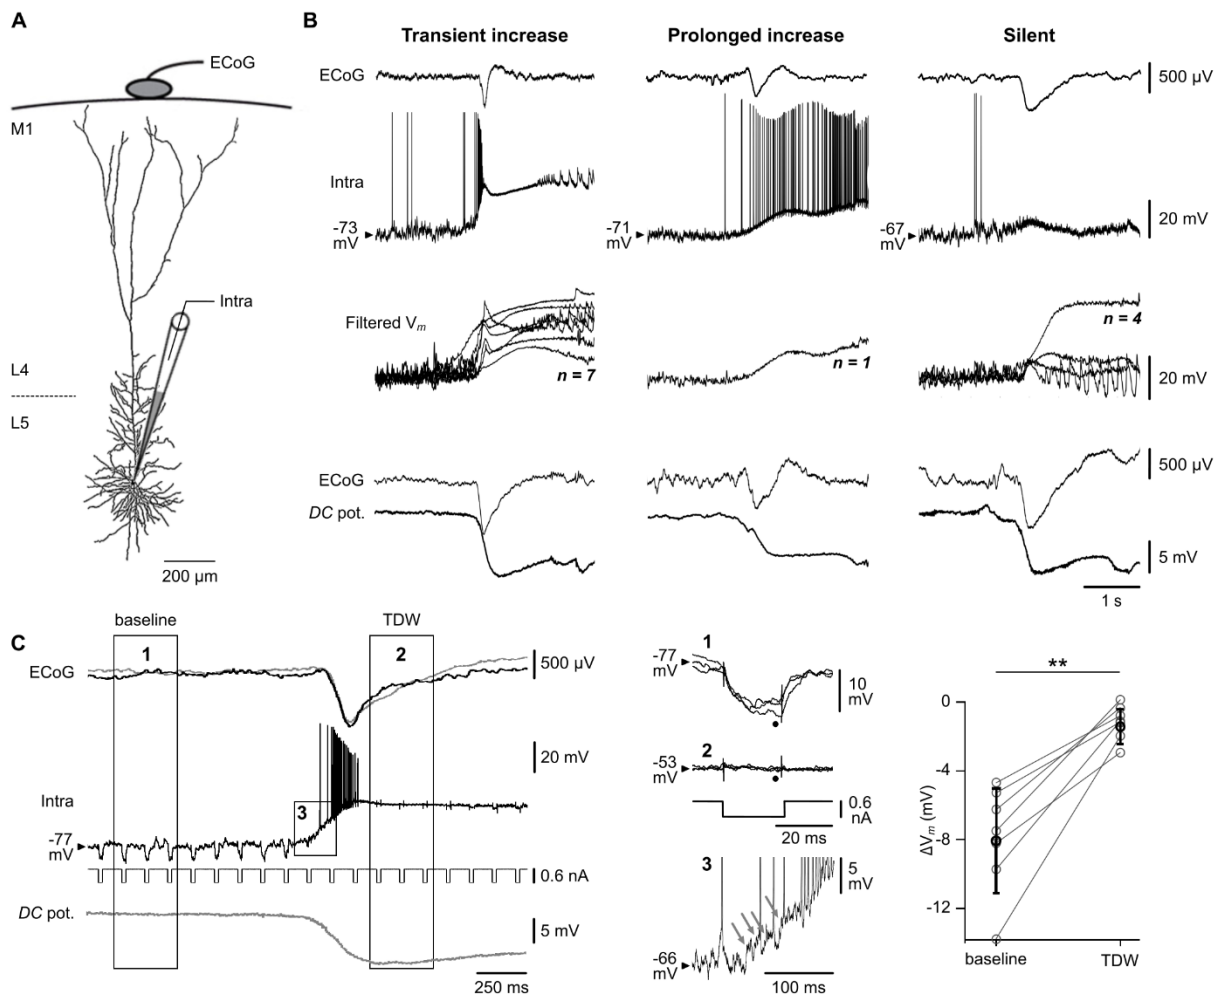 A
ECoG
M1
Intra
L4
L5
200 µm
B
Transient increase
Prolonged increase
Silent
ECoG
500 µV
Intra
-73
mV
-71
mV
-67
mV
20 mV
Filtered Vm
n = 7
n = 1
n = 4
20 mV
ECoG
500 µV
DC pot.
5 mV
1 s
C
baseline
TDW
1
2
ECoG
500 µV
20 mV
Intra
3
-77
mV
0.6 nA
DC pot.
5 mV
250 ms
1
-77
mV
10
mV
2
-53
mV
0.6
nA
20 ms
3
5
mV
-66
mV
100 ms
**
0
-4
-8
-12
ΔVm (mV)
baseline
TDW